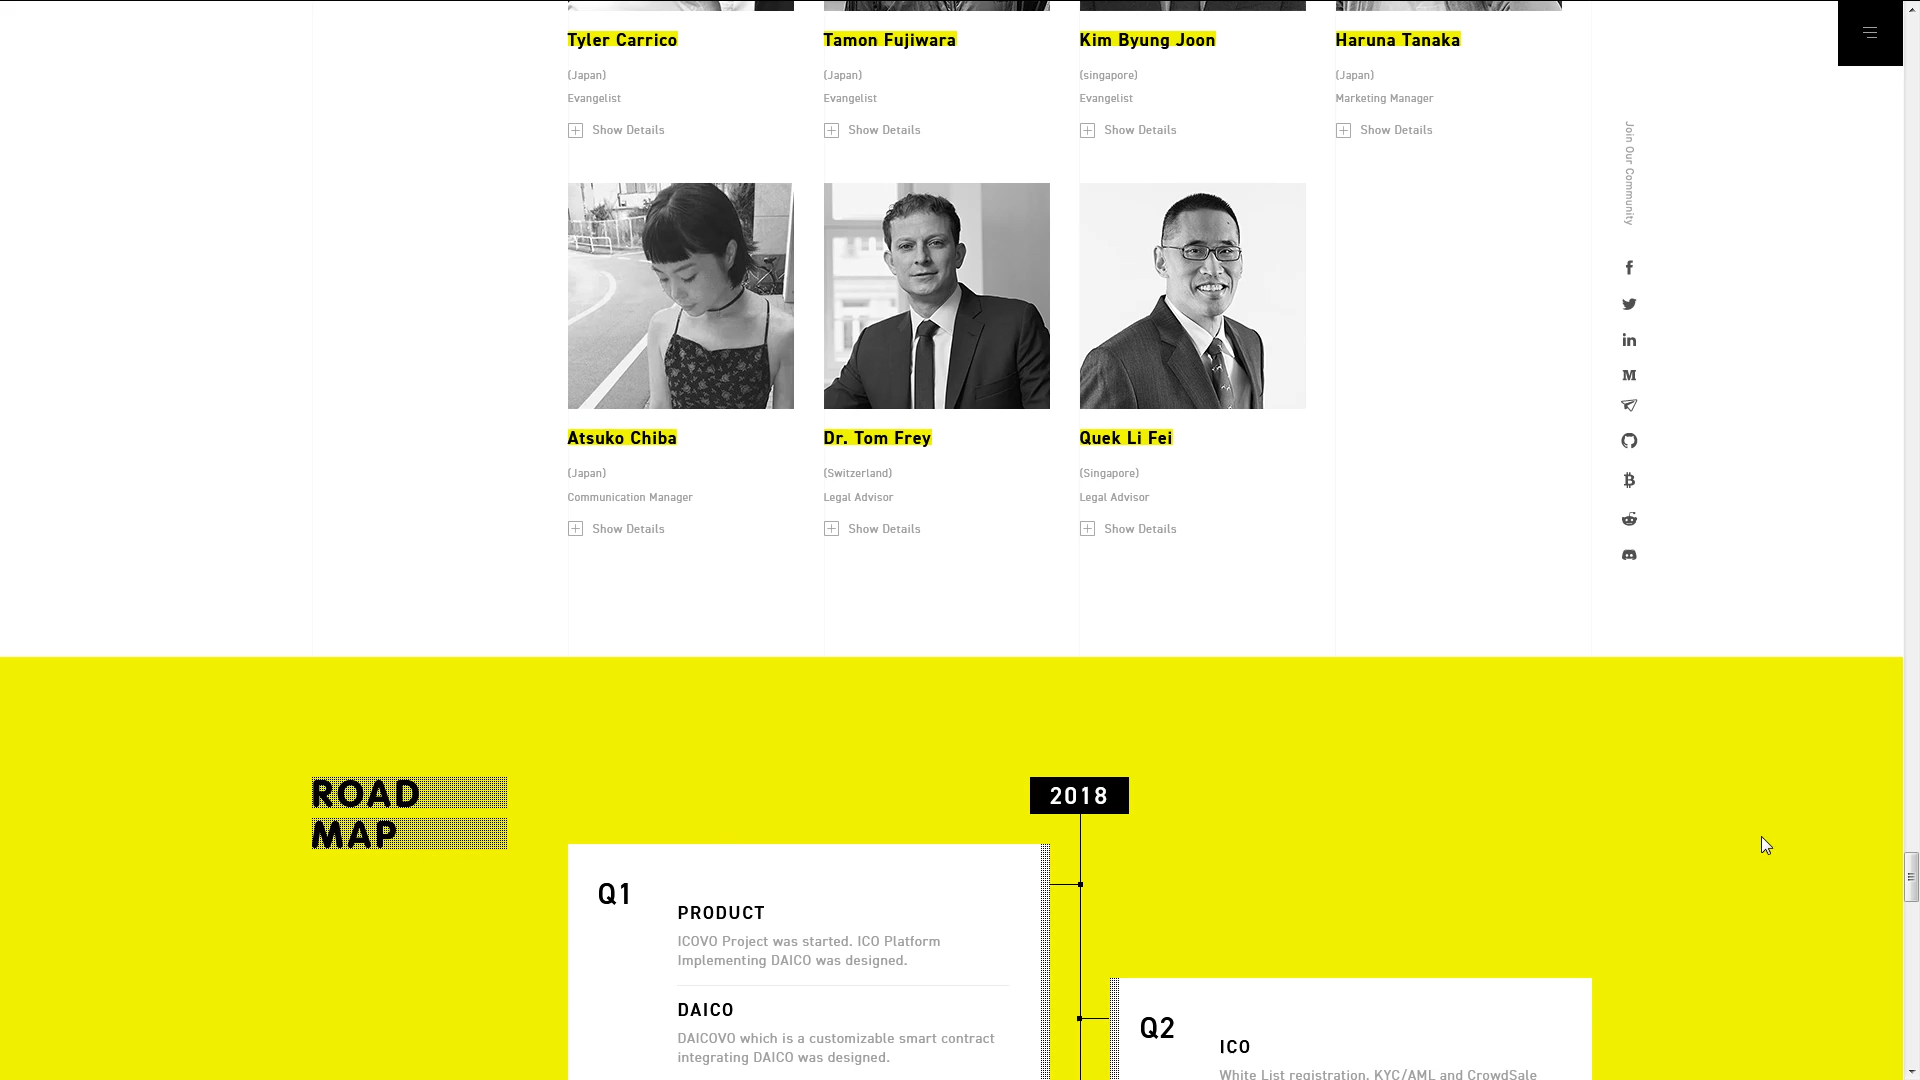 Tyler Carrico
(Japan)
Evangelist
Show Details
Tamon Fujiwara
(Japan)
Evangelist
Show Details
Kim Byung Joon
(singapore)
Evangelist
Show Details
Haruna Tanaka
(Japan)
Marketing Manager
Show Details
Join Our Community
Atsuko Chiba
(Japan)
Communication Manager
Show Details
Dr. Tom Frey
(Switzerland)
Legal Advisor
Show Details
Quek Li Fei
(Singapore)
Legal Advisor
Show Details
ROAD
MAP
2018
Q1
PRODUCT
ICOVO Project was started. ICO Platform
Implementing DAICO was designed.
DAICO
DAICOVO which is a customizable smart contract
integrating DAICO was designed.
Q2
ICO
White List registration, KYC/AML and CrowdSale